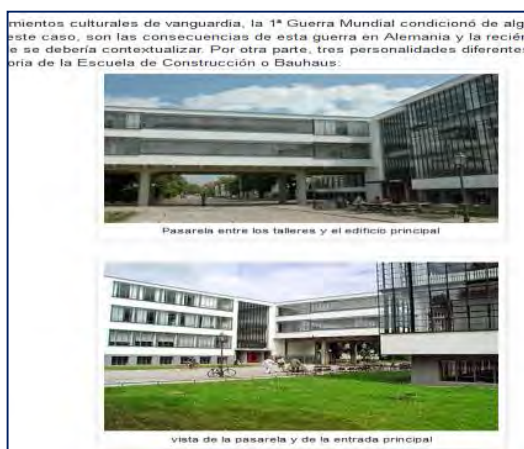 mientos culturales de vanguardia, la 1ª Guerra Mundial condicionó de alg
este caso, son las consecuencias de esta guerra en Alemania y la recién
e se debería contextualizar. Por otra parte, tres personalidades diferente
oria de la Escuela de Construcción o Bauhaus:
Pasarela entre los talleres y el edificio principal
vista de la pasarela y de la entrada principal